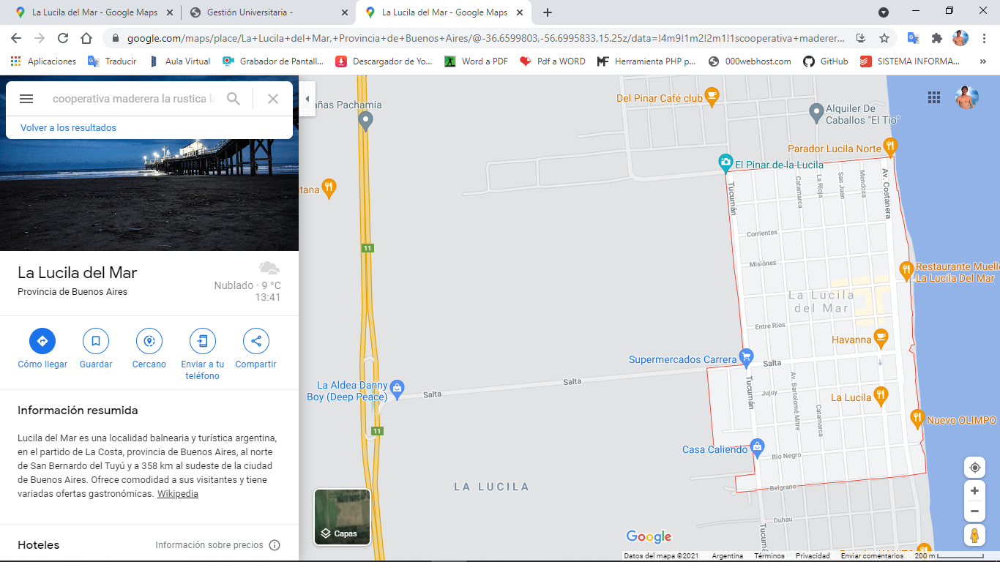 La Lucila del Mar - Google Maps
Gestión Universitaria -
La Lucila del Mar - Google Maps
google.com/maps/place/La+Lucila+del+Mar,+Provincia+de+Buenos+Aires/@-36.6599803,-56.6995833,15.25z/data=!4m9!1m2!2m1!1scooperativa+maderer...
Aplicaciones
Traducir
Aula Virtual
Grabador de Pantall...
Descargador de Yo...
Word a PDF
Pdf a WORD
Herramienta PHP p...
000webhost.com
GitHub
SISTEMA INFORMA...
»
cooperativa maderera la rustica la
Volver a los resultados
La Lucila del Mar
Provincia de Buenos Aires
Nublado · 9 °C
13:41
Cómo llegar
Guardar
Cercano
Enviar a tu
teléfono
Compartir
Información resumida
Lucila del Mar es una localidad balnearia y turística argentina,
en el partido de La Costa, provincia de Buenos Aires, al norte
de San Bernardo del Tuyú y a 358 km al sudeste de la ciudad
de Buenos Aires. Ofrece comodidad a sus visitantes y tiene
variadas ofertas gastronómicas. Wikipedia
Hoteles
Información sobre precios
abañas Pachamia
Del Pinar Café club
Alquiler De
Caballos "El Tio"
Parador Lucila Norte
El Pinar de la Lucila
tana
Tucumán
Catamarca
La Rioja
San Juan
Mendoza
Av. Costanera
Corrientes
11
Misiónes
Restaurante Muelle
La Lucila Del Mar
La Lucila
del Mar
Entre Ríos
Havanna
Supermercados Carrera
Salta
La Aldea Danny
Boy (Deep Peace)
Salta
Salta
Tucumán
Jujuy
Av. Bartolomé Mitre
Catamarca
La Lucila
Nuevo OLIMPO
11
Casa Caliendo
Río Negro
LA LUCILA
Belgrano
Duhau
Tucumá
Capas
Google
Datos del mapa ©2021
Argentina
Términos
Privacidad
Enviar comentarios
200 m